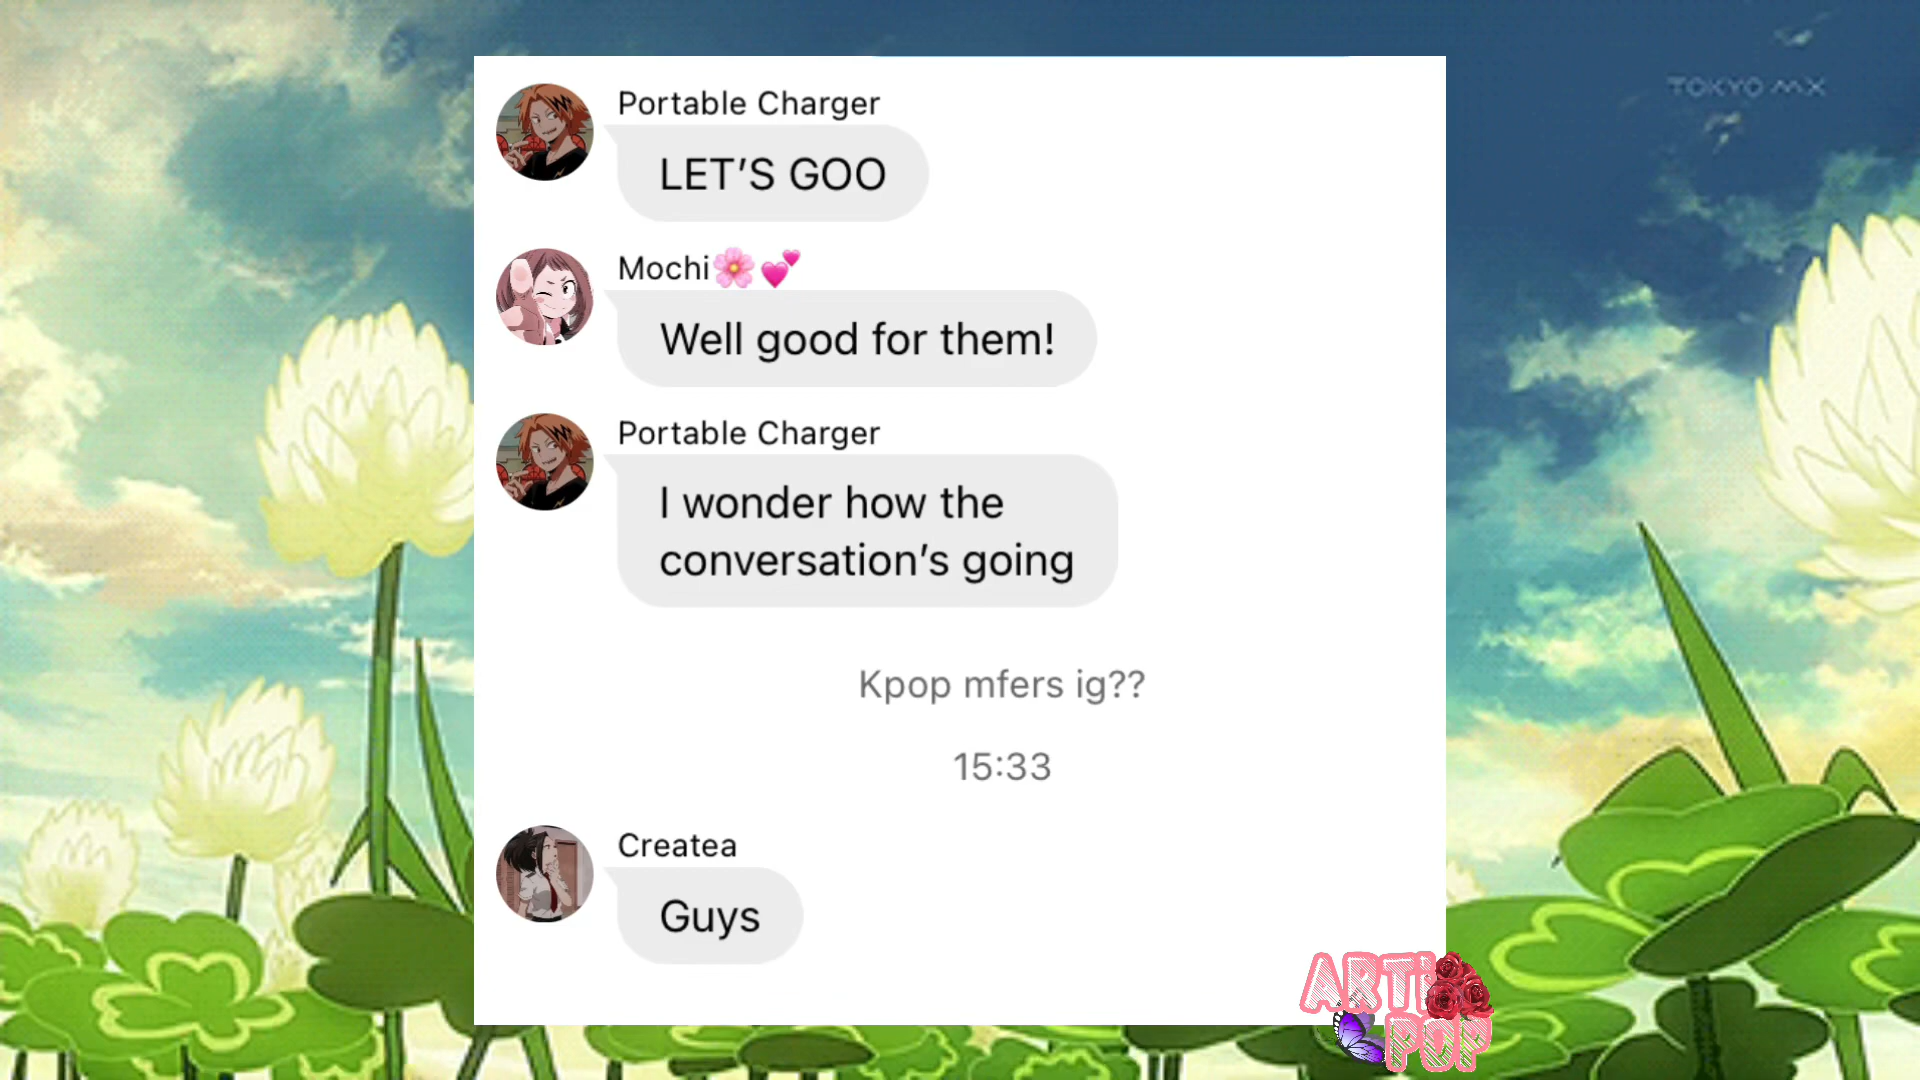 TOKYO MX
Portable Charger
LET’S GOO
Mochi🌸💕
Well good for them!
Portable Charger
I wonder how the
conversation’s going
Kpop mfers ig??
15:33
Createa
Guys
ARTI
POP